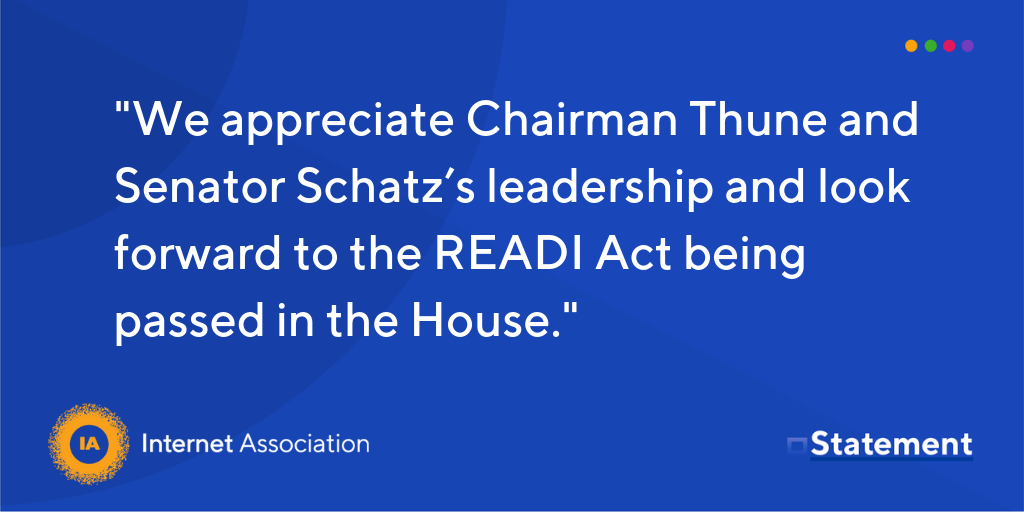 "We appreciate Chairman Thune and
Senator Schatz’s leadership and look
forward to the READI Act being
passed in the House."
IA
Internet Association
Statement